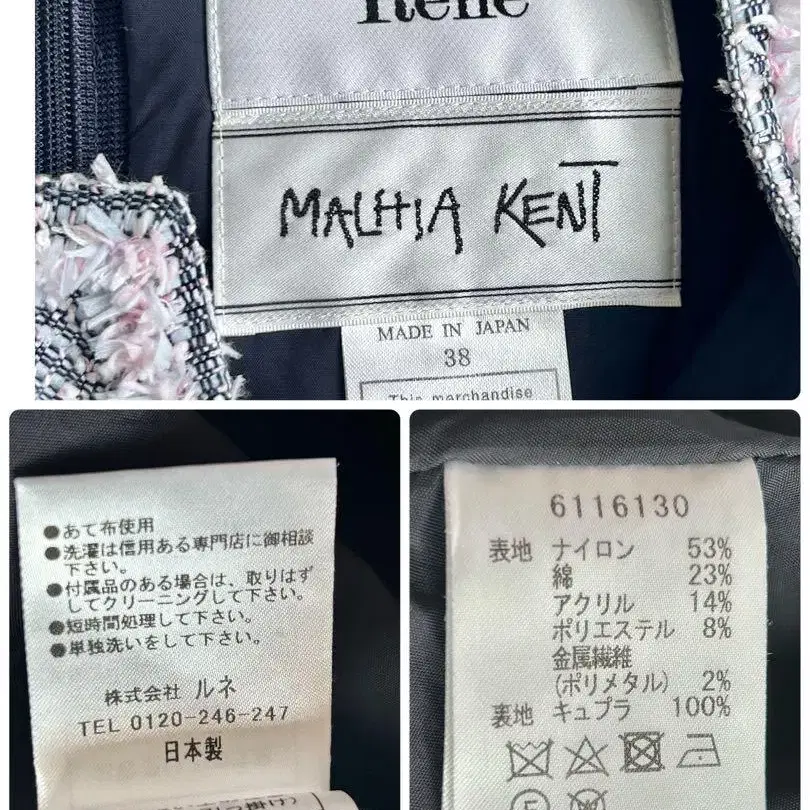 Rene
MALHIA KENT
MADE IN JAPAN
38
This merchandise
●あて布使用
●洗濯は信用ある専門店に御相談
下さい。
●付属品のある場合は、取りはず
してクリーニングして下さい。
●短時間処理して下さい。
●単独洗いをして下さい。
株式会社 ルネ
TEL 0120-246-247
日本製
6116130
表地 ナイロン 53%
綿 23%
アクリル 14%
ポリエステル 8%
金属繊維
(ポリメタル) 2%
表地 キュプラ 100%